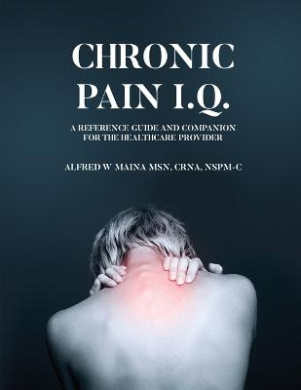 CHRONIC
PAIN I.Q.
A REFERENCE GUIDE AND COMPANION
FOR THE HEALTHCARE PROVIDER
ALFRED W MAINA MSN, CRNA, NSPM-C